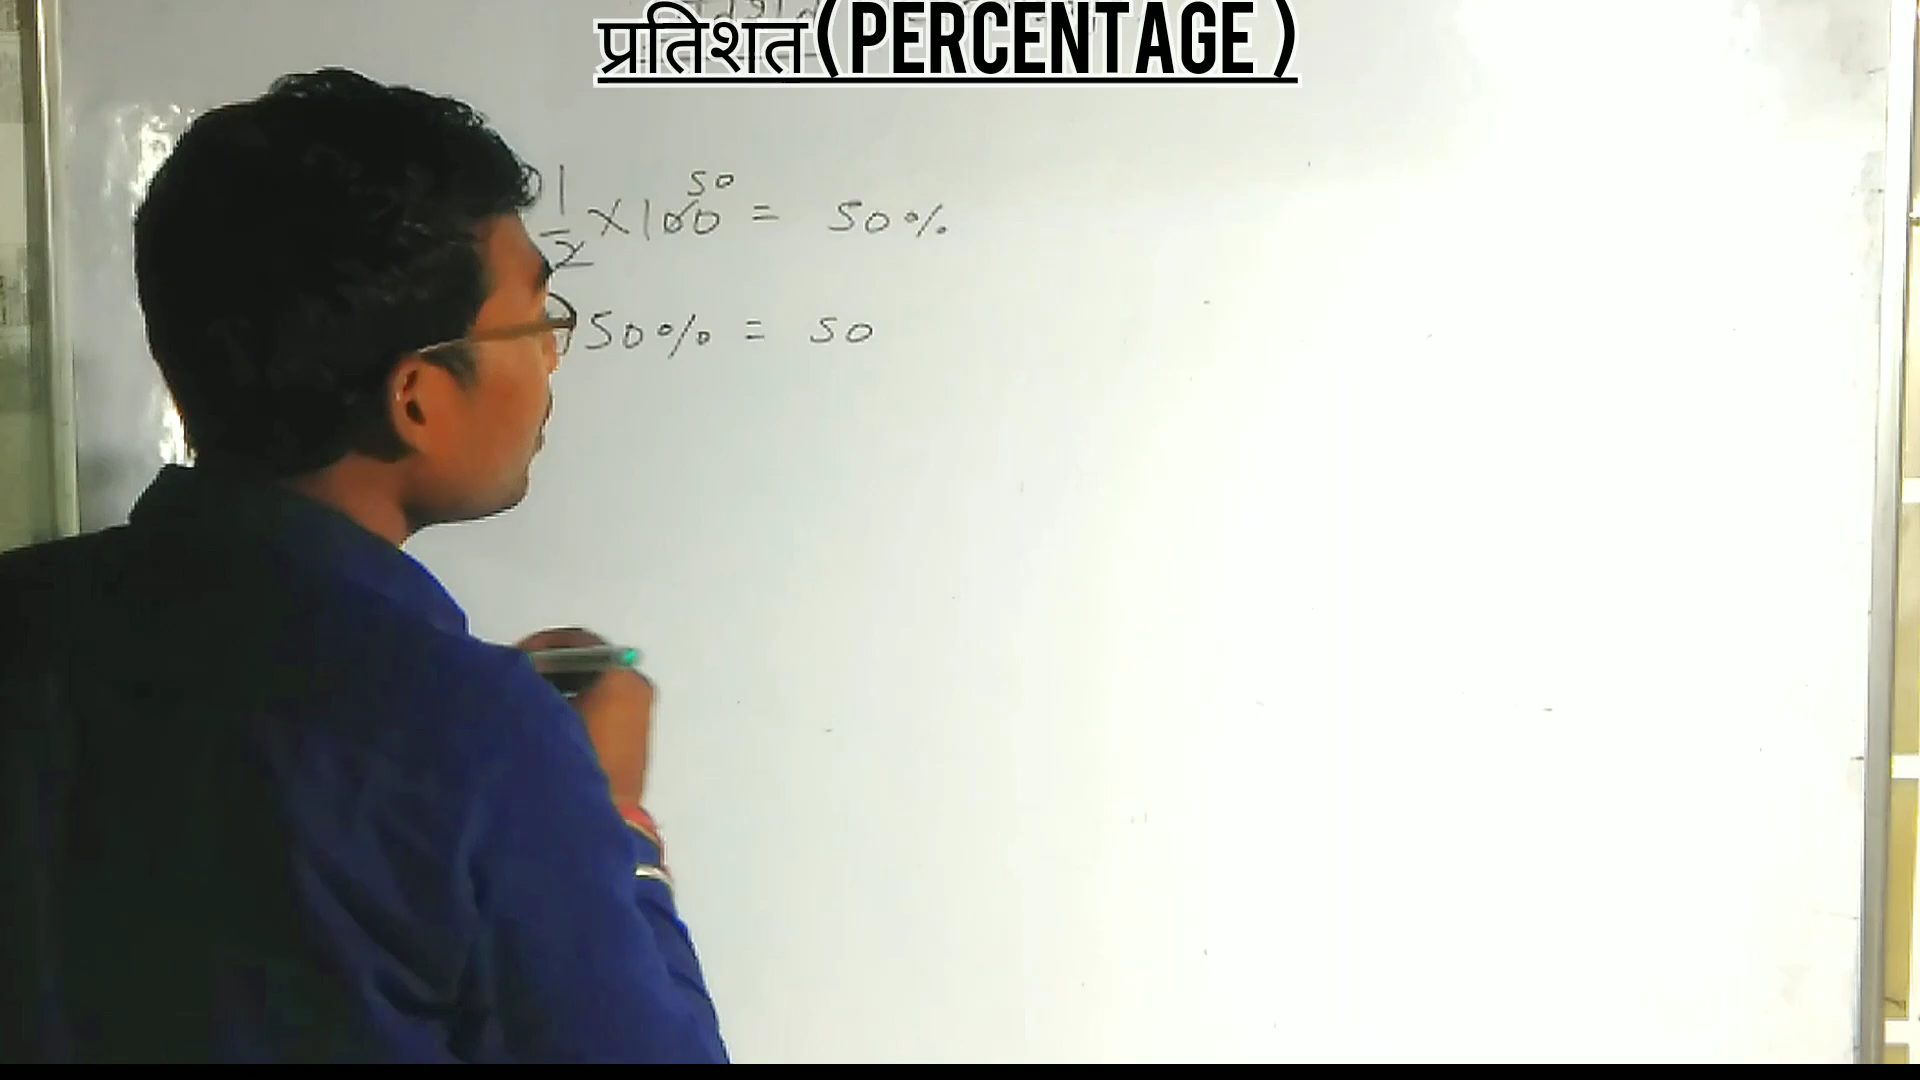 प्रतिशत( PERCENTAGE )
) 1/2 × 100 = 50%
50
) 50% = 50